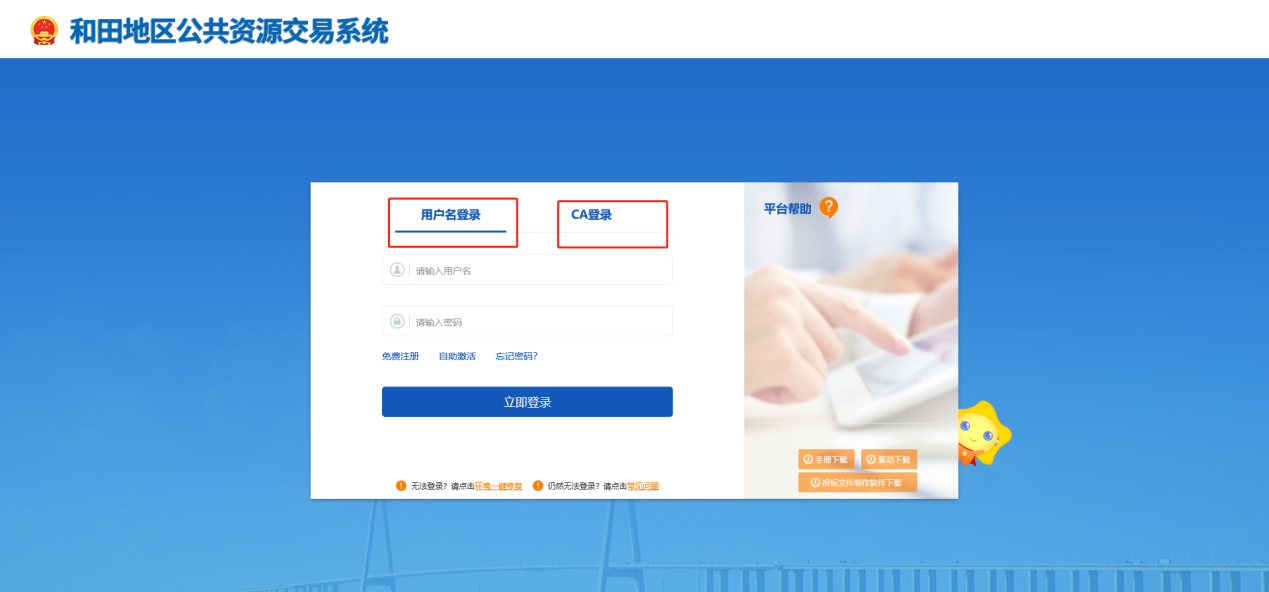 和田地区公共资源交易系统
用户名登录 CA登录
请输入用户名
请输入密码
免费注册 自助激活 忘记密码?
立即登录
无法登录? 请点击环境一键修复 仍然无法登录? 请点击常见问题
平台帮助 ?
手册下载 驱动下载
投标文件制作软件下载